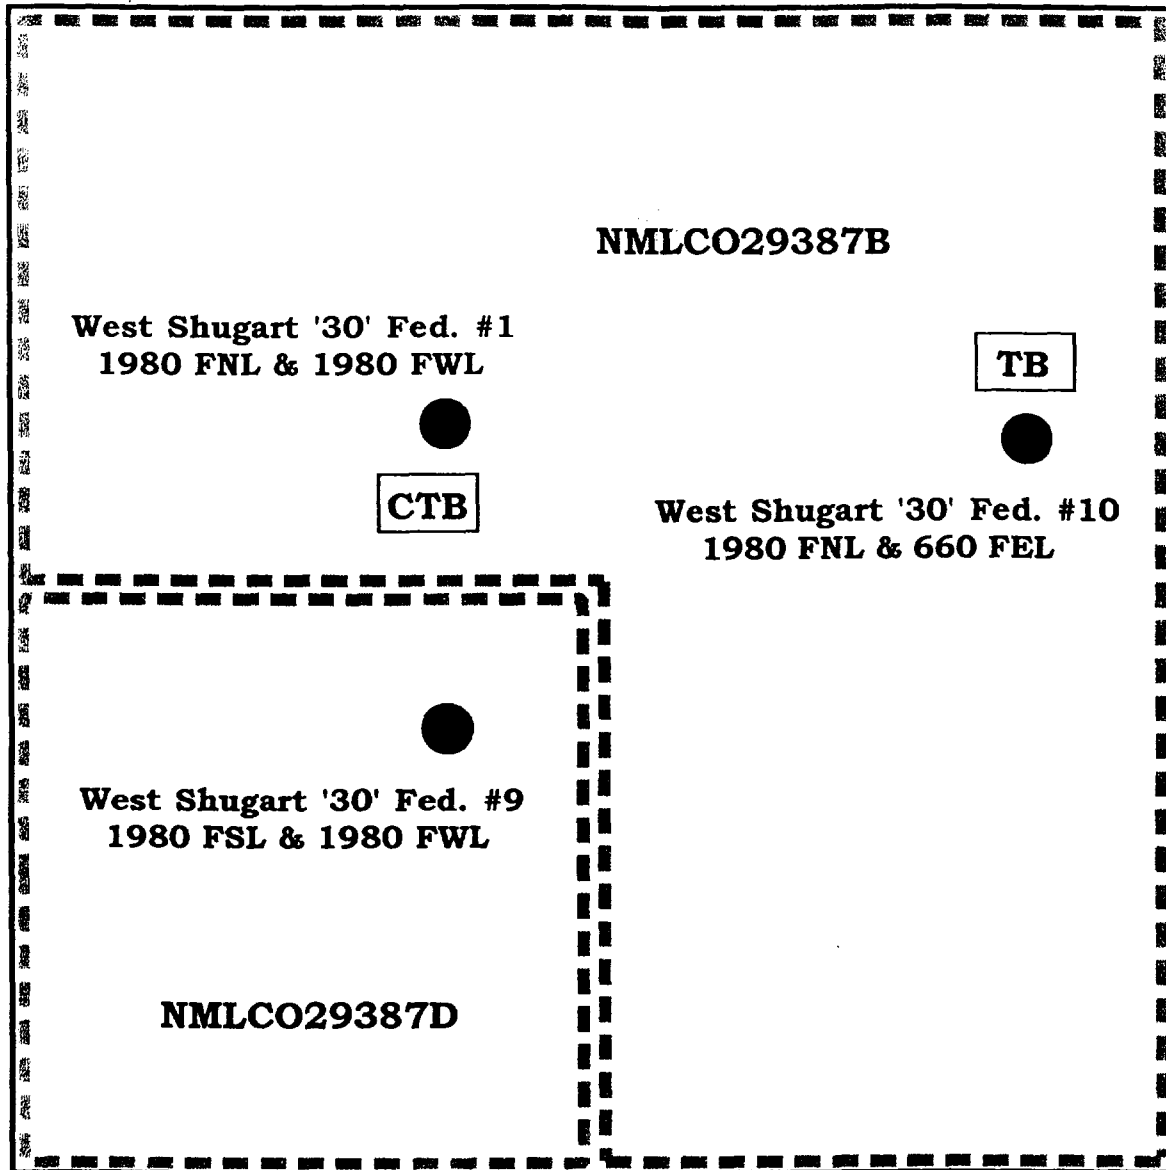 NMLCO29387B
West Shugart '30' Fed. #1
1980 FNL & 1980 FWL
TB
CTB
West Shugart '30' Fed. #10
1980 FNL & 660 FEL
West Shugart '30' Fed. #9
1980 FSL & 1980 FWL
NMLCO29387D